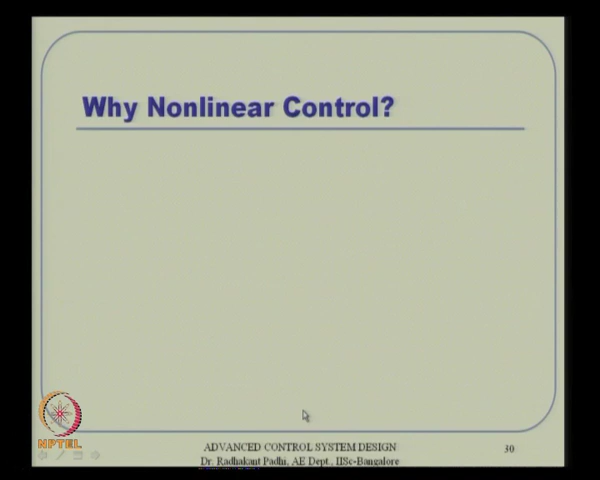 Why Nonlinear Control?
NPTEL
ADVANCED CONTROL SYSTEM DESIGN
Dr. Radhakant Padhi, AE Dept., IISc-Bangalore
30